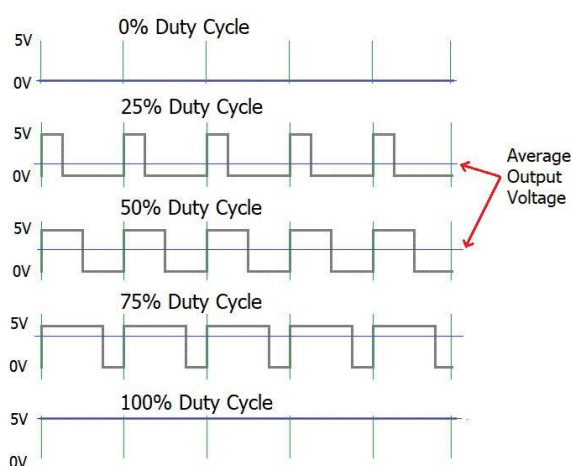 0% Duty Cycle
5V
0V
25% Duty Cycle
5V
0V
Average
Output
Voltage
50% Duty Cycle
5V
0V
75% Duty Cycle
5V
0V
100% Duty Cycle
5V
0V